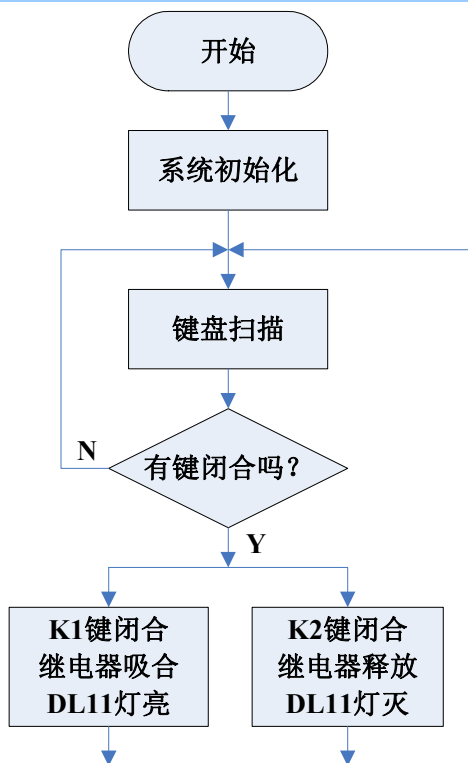 开始
系统初始化
键盘扫描
有键闭合吗？
N
Y
K1键闭合
继电器吸合
DL11灯亮
K2键闭合
继电器释放
DL11灯灭